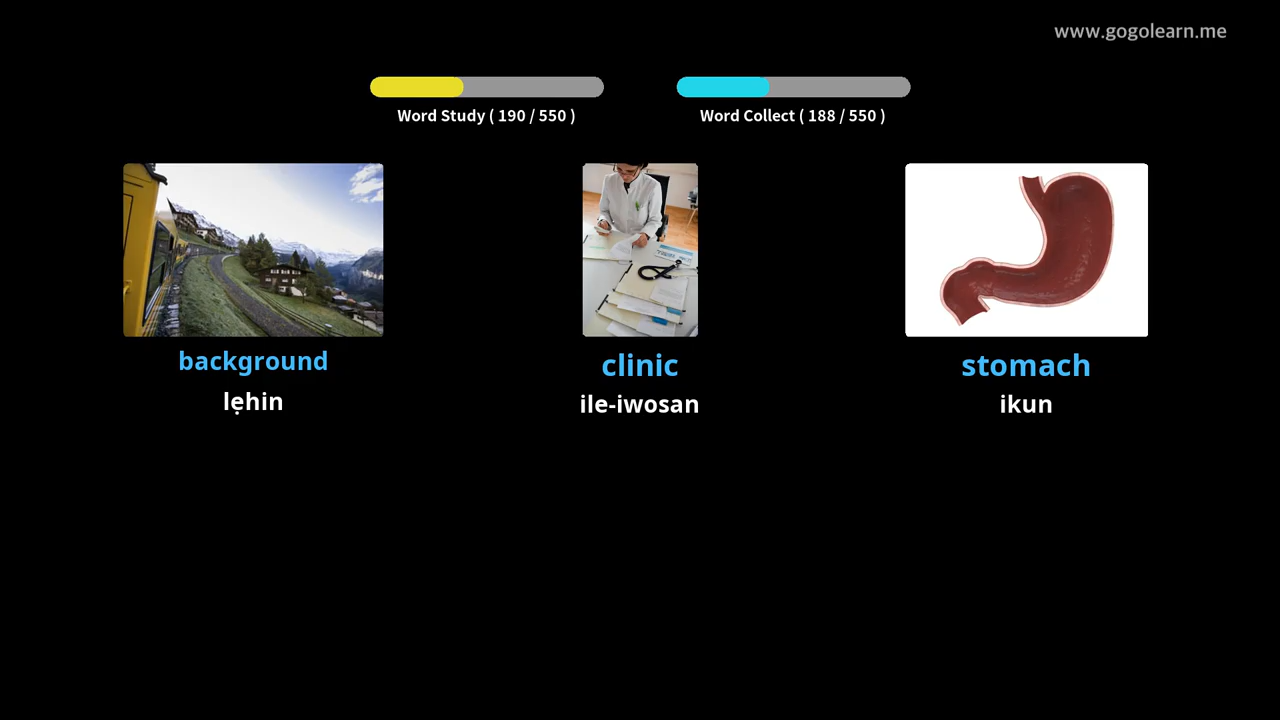 www.gogolearn.me
Word Study ( 190 / 550 )
Word Collect ( 188 / 550 )
background
lẹhin
clinic
ile-iwosan
stomach
ikun